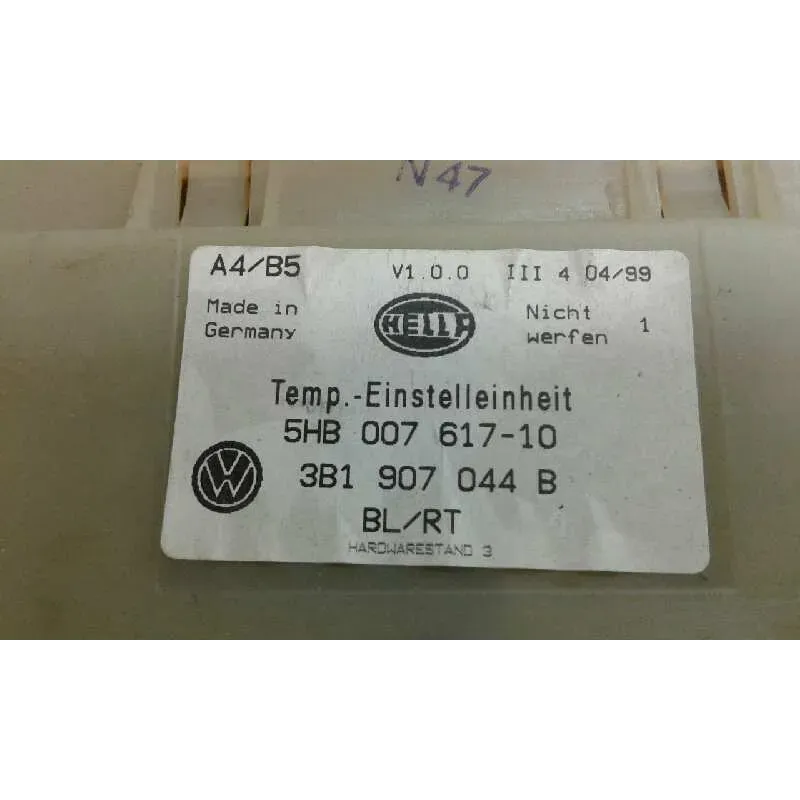 N47
A4/B5 V1.0.0 III 4 04/99
Made in Germany
HELLA
Nicht werfen 1
Temp.-Einstelleinheit
5HB 007 617-10
VW
3B1 907 044 B
BL/RT
HARDWARESTAND 3